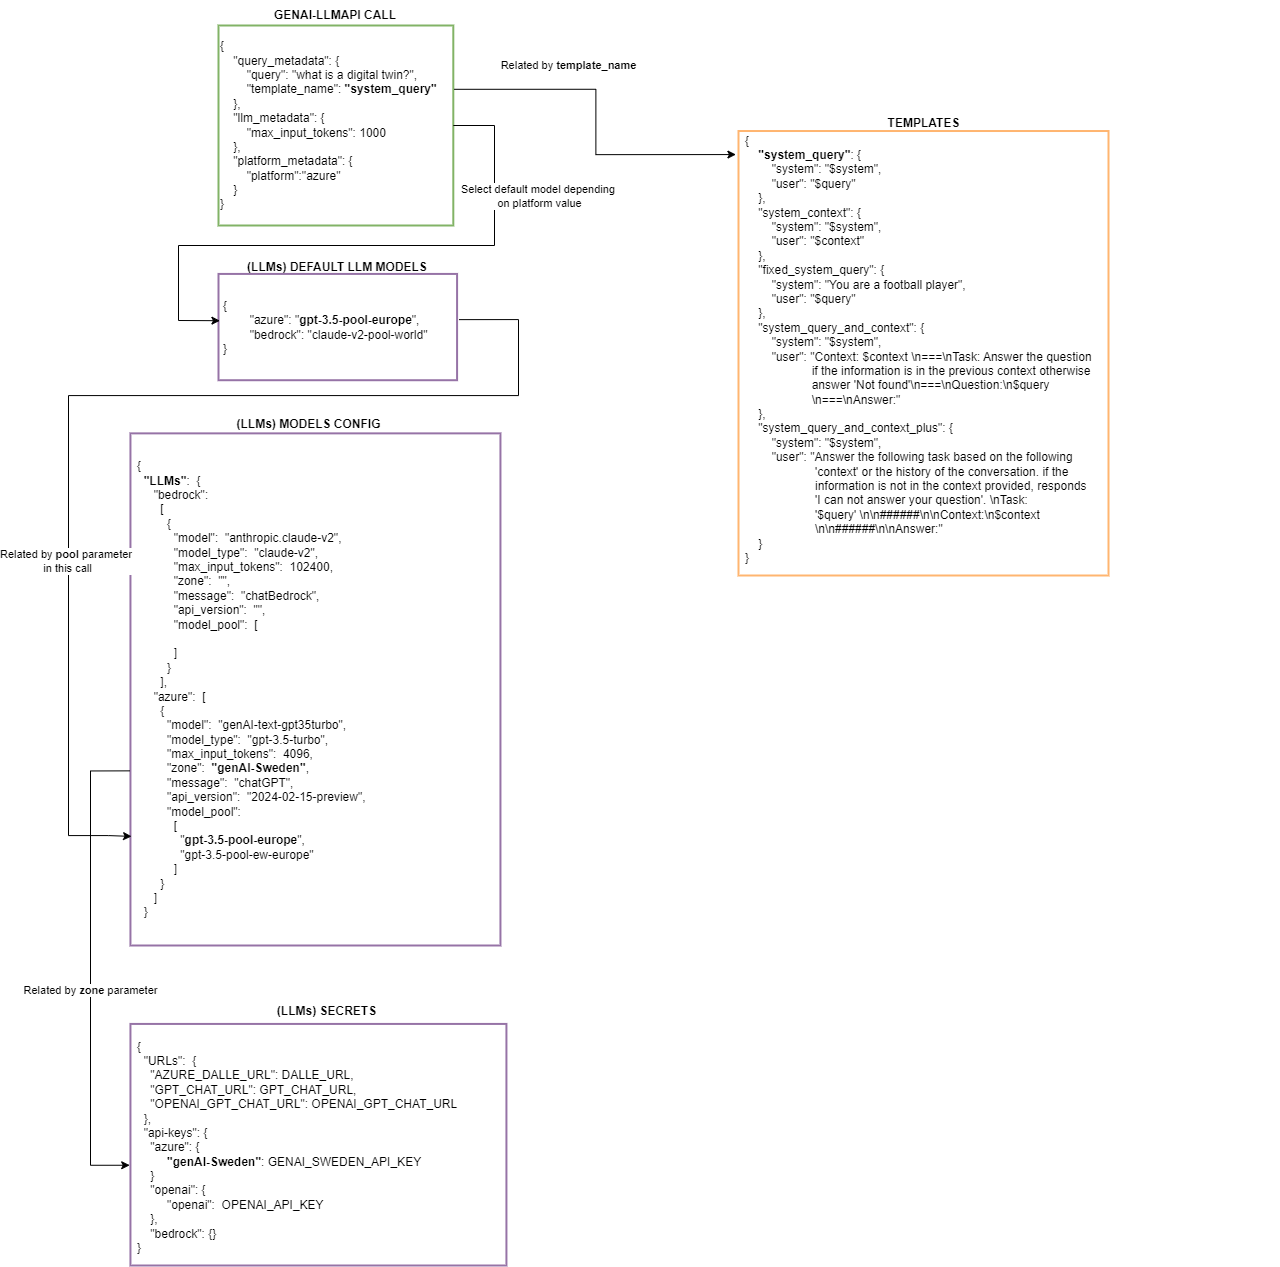 GENAI-LLMAPI CALL
{
"query_metadata": {
"query": "what is a digital twin?",
"template_name": "system_query"
},
"llm_metadata": {
"max_input_tokens": 1000
},
"platform_metadata": {
"platform":"azure"
}
}
Related by template_name
Select default model depending
on platform value
TEMPLATES
{
"system_query": {
"system": "$system",
"user": "$query"
},
"system_context": {
"system": "$system",
"user": "$context"
},
"fixed_system_query": {
"system": "You are a football player",
"user": "$query"
},
"system_query_and_context": {
"system": "$system",
"user": "Context: $context \n===\nTask: Answer the question
if the information is in the previous context otherwise
answer 'Not found'\n===\nQuestion:\n$query
\n===\nAnswer:"
},
"system_query_and_context_plus": {
"system": "$system",
"user": "Answer the following task based on the following
'context' or the history of the conversation. if the
information is not in the context provided, responds
'I can not answer your question'. \nTask:
'$query' \n\n######\n\nContext:\n$context
\n\n######\n\nAnswer:"
}
}
(LLMs) DEFAULT LLM MODELS
{
"azure": "gpt-3.5-pool-europe",
"bedrock": "claude-v2-pool-world"
}
Related by pool parameter
in this call
(LLMs) MODELS CONFIG
{
"LLMs": {
"bedrock":
[
{
"model": "anthropic.claude-v2",
"model_type": "claude-v2",
"max_input_tokens": 102400,
"zone": "",
"message": "chatBedrock",
"api_version": "",
"model_pool": [
]
}
],
"azure": [
{
"model": "genAI-text-gpt35turbo",
"model_type": "gpt-3.5-turbo",
"max_input_tokens": 4096,
"zone": "genAI-Sweden",
"message": "chatGPT",
"api_version": "2024-02-15-preview",
"model_pool":
[
"gpt-3.5-pool-europe",
"gpt-3.5-pool-ew-europe"
]
}
]
}
Related by zone parameter
(LLMs) SECRETS
{
"URLs": {
"AZURE_DALLE_URL": DALLE_URL,
"GPT_CHAT_URL": GPT_CHAT_URL,
"OPENAI_GPT_CHAT_URL": OPENAI_GPT_CHAT_URL
},
"api-keys": {
"azure": {
"genAI-Sweden": GENAI_SWEDEN_API_KEY
}
"openai": {
"openai": OPENAI_API_KEY
},
"bedrock": {}
}